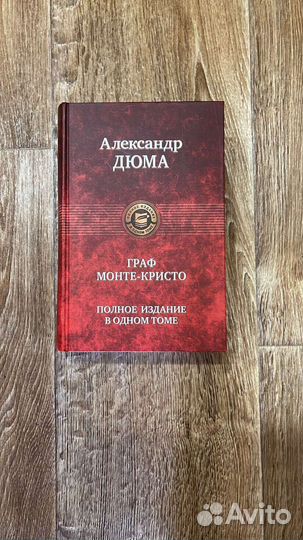 Александр
ДЮМА
ГРАФ
МОНТЕ-КРИСТО
ПОЛНОЕ ИЗДАНИЕ
В ОДНОМ ТОМЕ
Avito